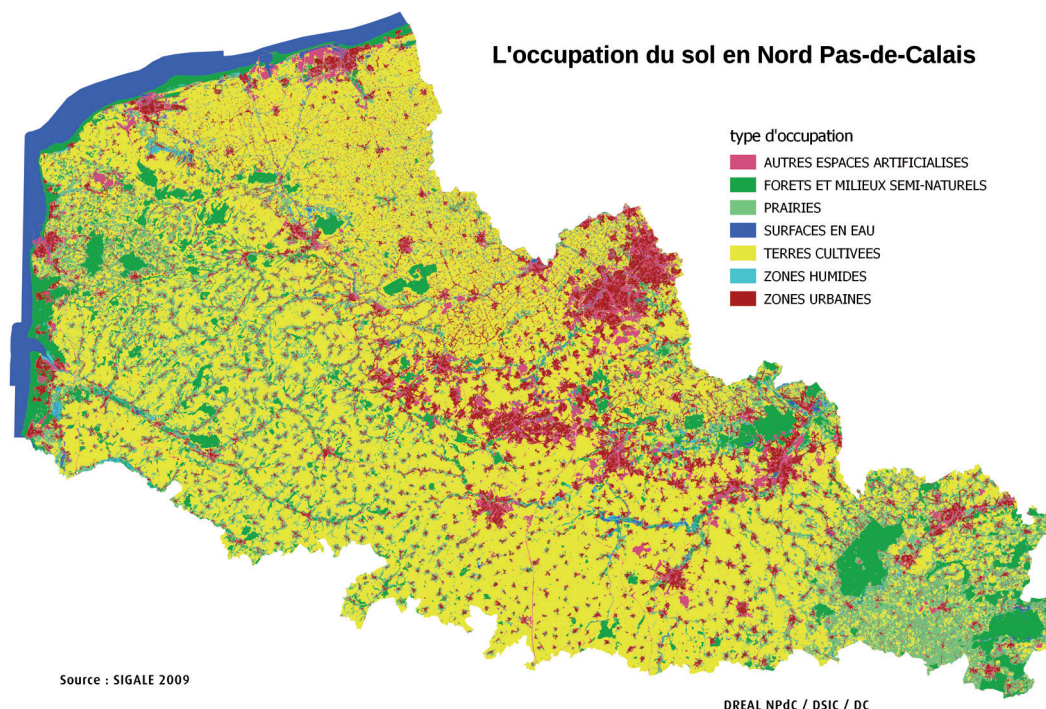 L'occupation du sol en Nord Pas-de-Calais
type d'occupation
AUTRES ESPACES ARTIFICIALISES
FORETS ET MILIEUX SEMI-NATURELS
PRAIRIES
SURFACES EN EAU
TERRES CULTIVEES
ZONES HUMIDES
ZONES URBAINES
Source : SIGALE 2009
DREAL NPdC / DSIC / DC